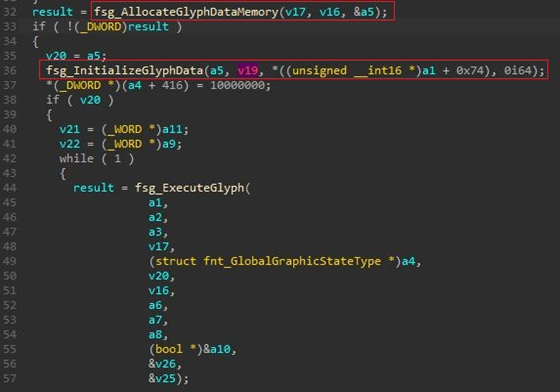 32 result = fsg_AllocateGlyphDataMemory(v17, v16, &a5);
33 if ( !(_DWORD)result )
34 {
35 v20 = a5;
36 fsg_InitializeGlyphData(a5, v19, *((unsigned __int16 *)a1 + 0x74), 0i64);
37 *(_DWORD *)(a4 + 416) = 10000000;
38 if ( v20 )
39 {
40 v21 = (_WORD *)a11;
41 v22 = (_WORD *)a9;
42 while ( 1 )
43 {
44 result = fsg_ExecuteGlyph(
45 a1,
46 a2,
47 a3,
48 v17,
49 (struct fnt_GlobalGraphicStateType *)a4,
50 v20,
51 v16,
52 a6,
53 a7,
54 a8,
55 (bool *)&a10,
56 &v26,
57 &v25);